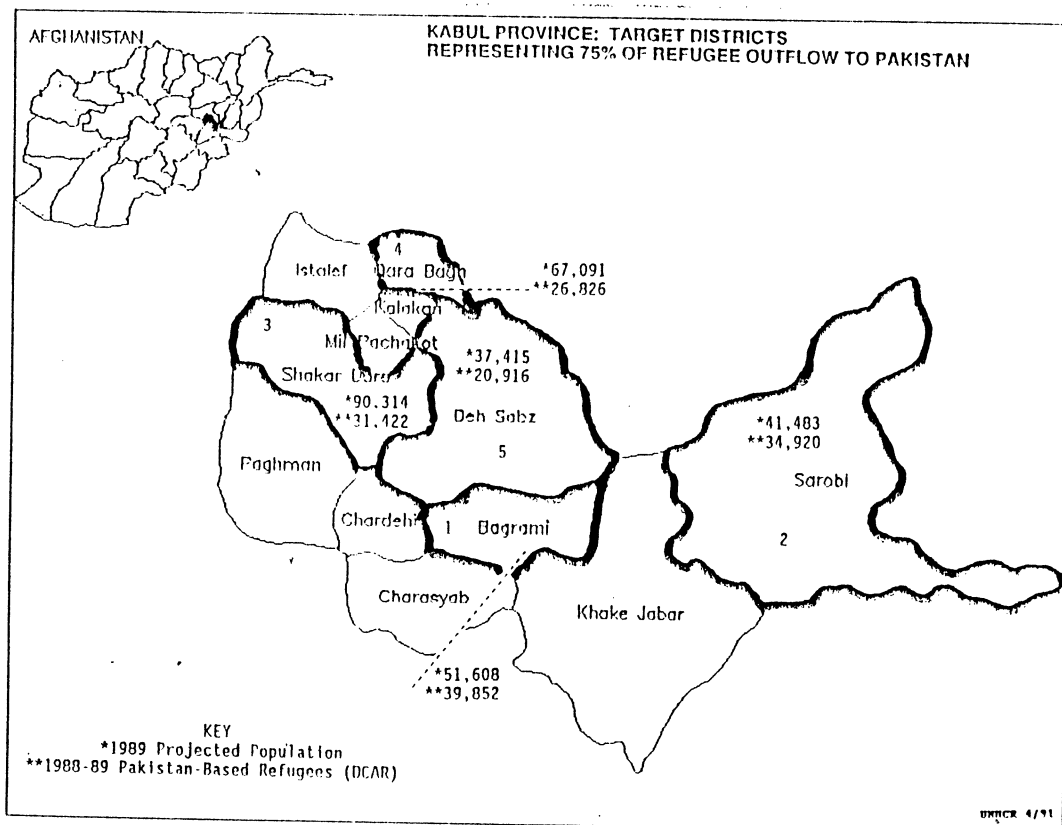 AFGHANISTAN
KABUL PROVINCE: TARGET DISTRICTS
REPRESENTING 75% OF REFUGEE OUTFLOW TO PAKISTAN
4
Istalef
Qara Bagh
*67,091
**26,826
Kalakan
3
Mir Bachakot
*37,415
**20,916
Shakar Dara
*90,314
**31,422
Deh Sabz
*41,483
**34,920
5
Paghman
Sarobi
Chardehi
1
Bagrami
2
Charasyab
Khake Jabar
*51,608
**39,852
KEY
*1989 Projected Population
**1988-89 Pakistan-Based Refugees (DCAR)
UNHCR 4/91